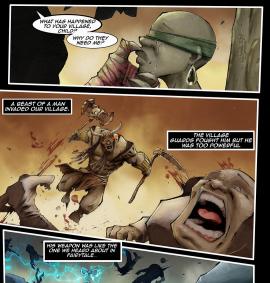 WHAT HAS HAPPENED
TO YOUR VILLAGE,
CHILD?
WHY DO THEY
NEED ME?
A BEAST OF A MAN
INVADED OUR VILLAGE.
THE VILLAGE
GUARDS FOUGHT HIM BUT HE
WAS TOO POWERFUL.
HIS WEAPON WAS LIKE THE
ONE WE HEARD ABOUT IN
FAIRYTALE.